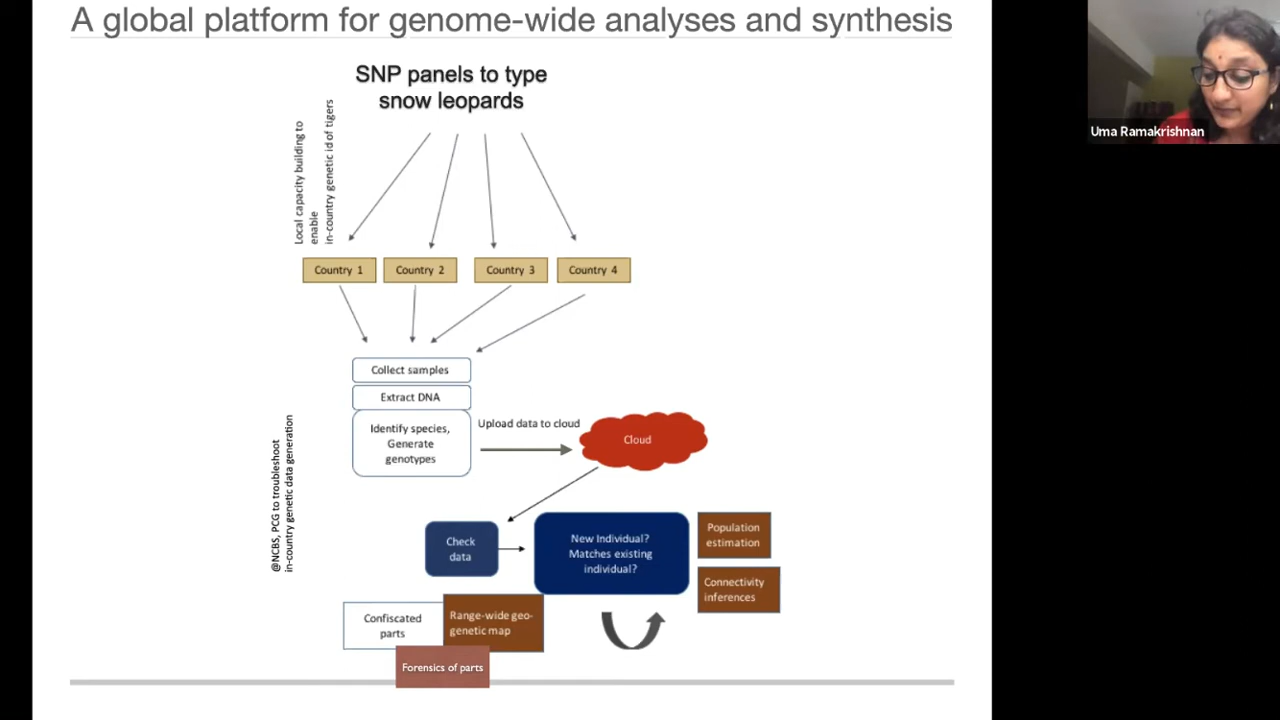 A global platform for genome-wide analyses and synthesis
Uma Ramakrishnan
SNP panels to type
snow leopards
Local capacity building to
enable
in-country genetic id of tigers
Country 1
Country 2
Country 3
Country 4
Collect samples
Extract DNA
Identify species,
Generate
genotypes
Upload data to cloud
Cloud
@NCBS, PCG to troubleshoot
in-country genetic data generation
Check
data
New Individual?
Matches existing
individual?
Population
estimation
Connectivity
inferences
Confiscated
parts
Range-wide geo-
genetic map
Forensics of parts